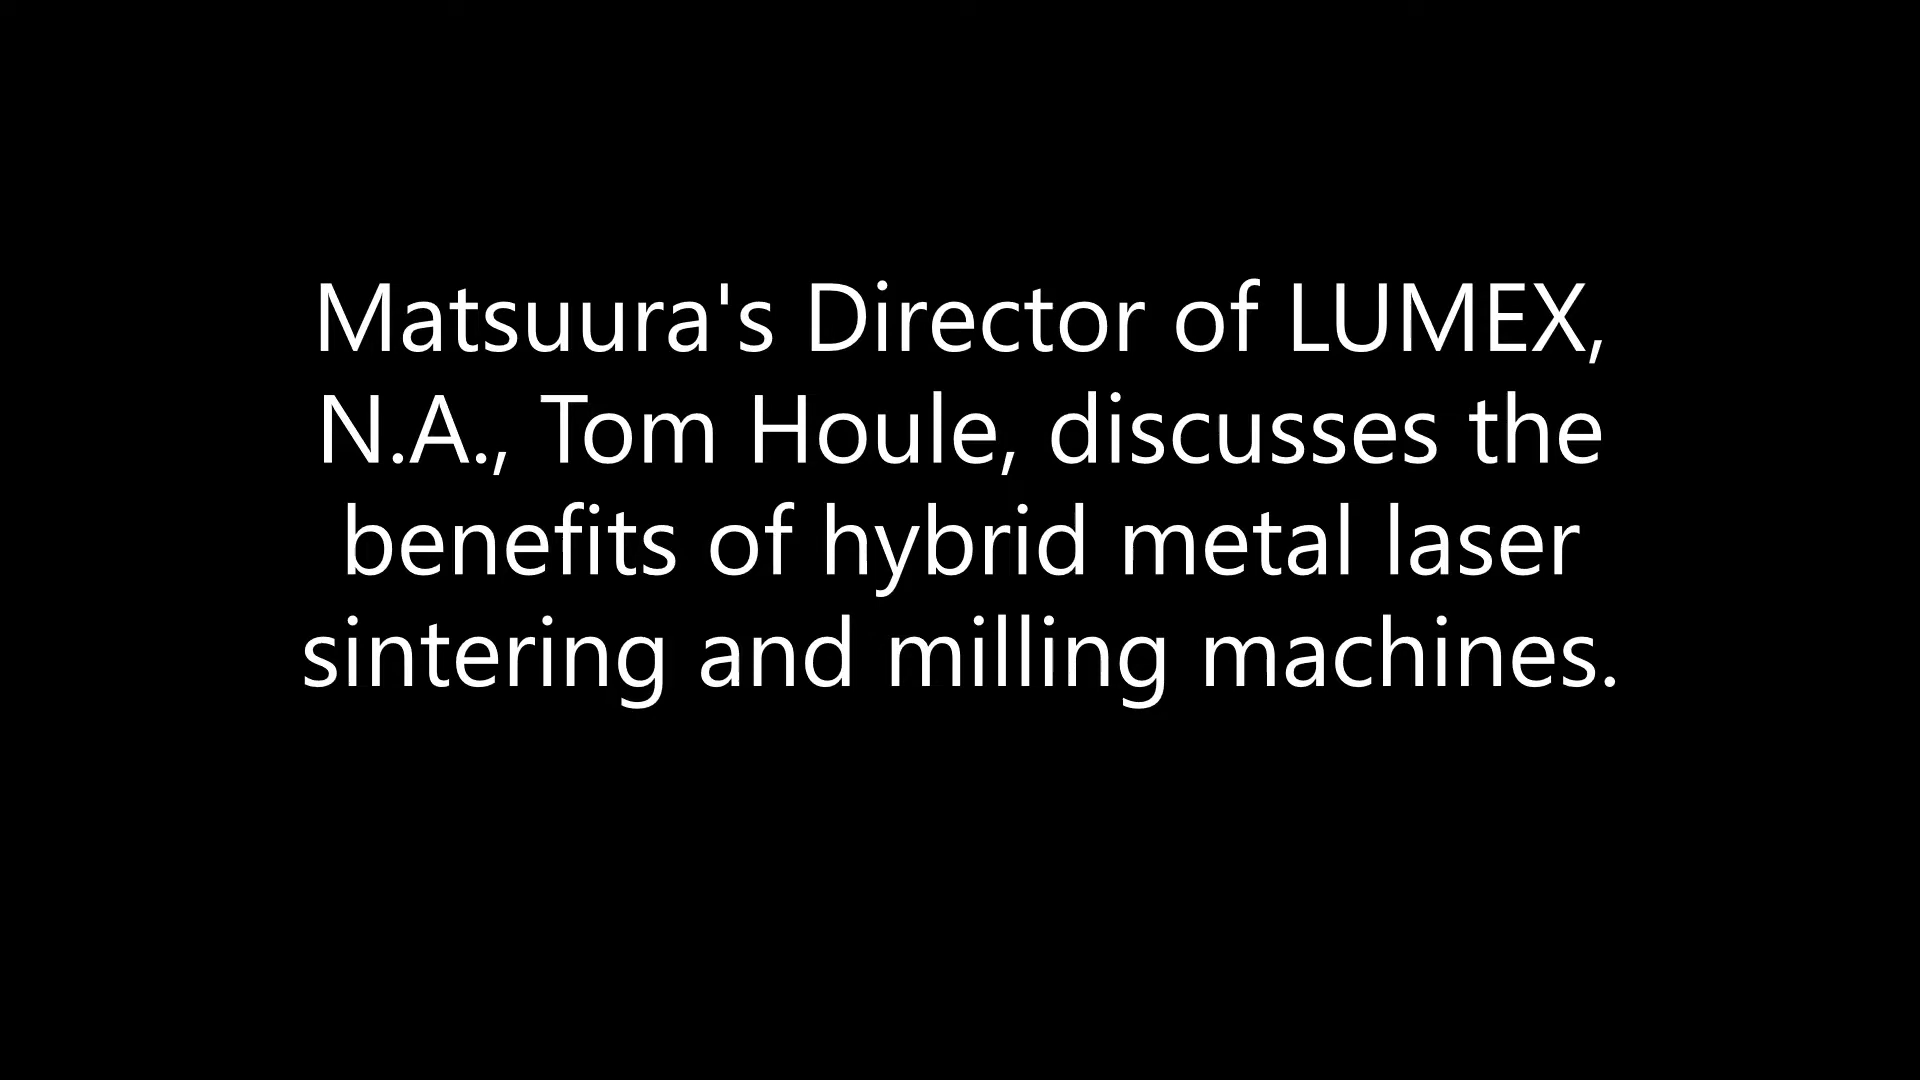 Matsuura's Director of LUMEX,
N.A., Tom Houle, discusses the
benefits of hybrid metal laser
sintering and milling machines.